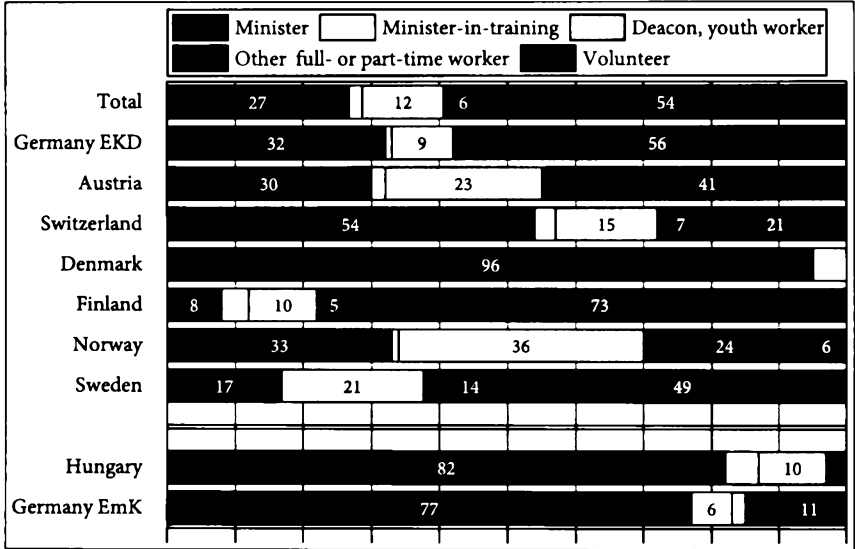 Minister Minister-in-training Deacon, youth worker
Other full- or part-time worker Volunteer
Total 27 12 6 54
Germany EKD 32 9 56
Austria 30 23 41
Switzerland 54 15 7 21
Denmark 96
Finland 8 10 5 73
Norway 33 36 24 6
Sweden 17 21 14 49
Hungary 82 10
Germany EmK 77 6 11